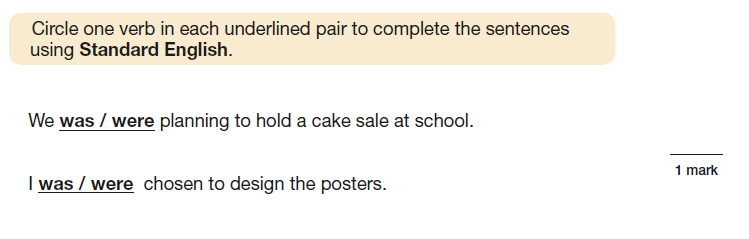 Circle one verb in each underlined pair to complete the sentences
using Standard English.
We was / were planning to hold a cake sale at school.
1 mark
I was / were chosen to design the posters.